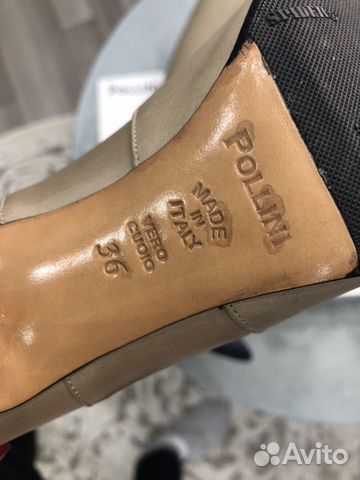 POLLINI
MADE
IN
ITALY
VERO
CUOIO
36
Avito